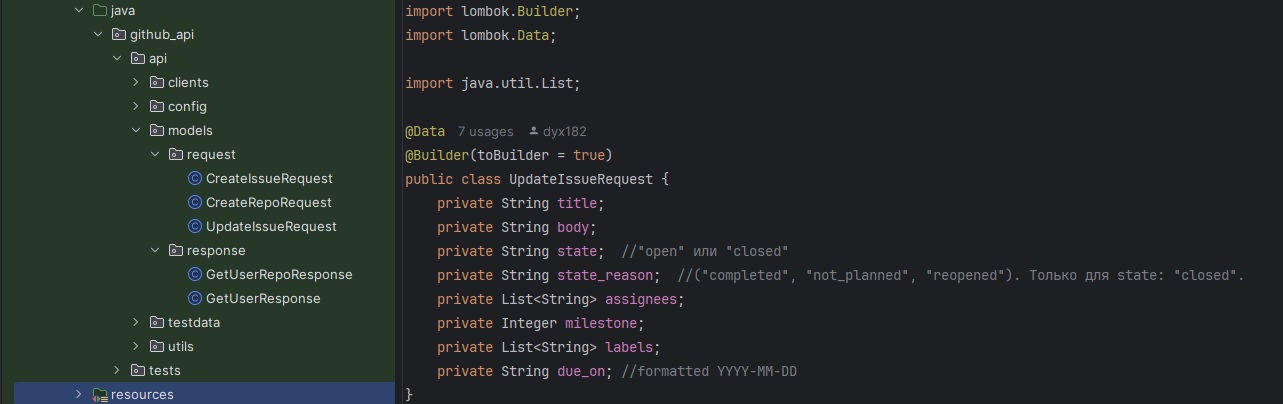 java
github_api
api
clients
config
models
request
CreateIssueRequest
CreateRepoRequest
UpdateIssueRequest
response
GetUserRepoResponse
GetUserResponse
testdata
utils
tests
resources
import lombok.Builder;
import lombok.Data;
import java.util.List;
@Data 7 usages dyx182
@Builder(toBuilder = true)
public class UpdateIssueRequest {
private String title;
private String body;
private String state; //"open" или "closed"
private String state_reason; //("completed", "not_planned", "reopened"). Только для state: "closed".
private List<String> assignees;
private Integer milestone;
private List<String> labels;
private String due_on; //formatted YYYY-MM-DD
}